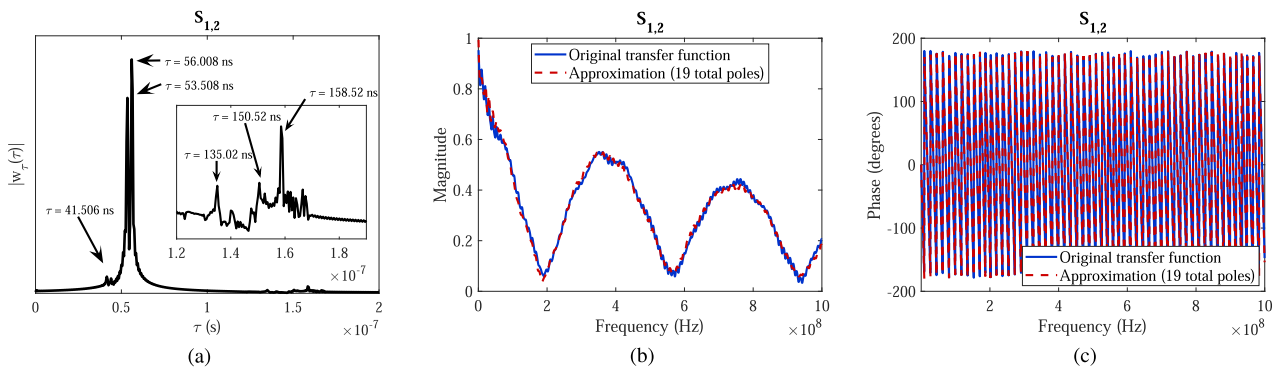 S1,2
|wτ(τ)|
τ = 56.008 ns
τ = 53.508 ns
τ = 41.506 ns
τ = 158.52 ns
τ = 150.52 ns
τ = 135.02 ns
1.2 1.4 1.6 1.8
×10-7
0 0.5 1 1.5 2
τ (s)
×10-7
(a)
S1,2
Original transfer function
Approximation (19 total poles)
Magnitude
1
0.8
0.6
0.4
0.2
0
0 2 4 6 8 10
Frequency (Hz)
×108
(b)
S1,2
Phase (degrees)
200
100
0
-100
-200
Original transfer function
Approximation (19 total poles)
2 4 6 8 10
Frequency (Hz)
×108
(c)